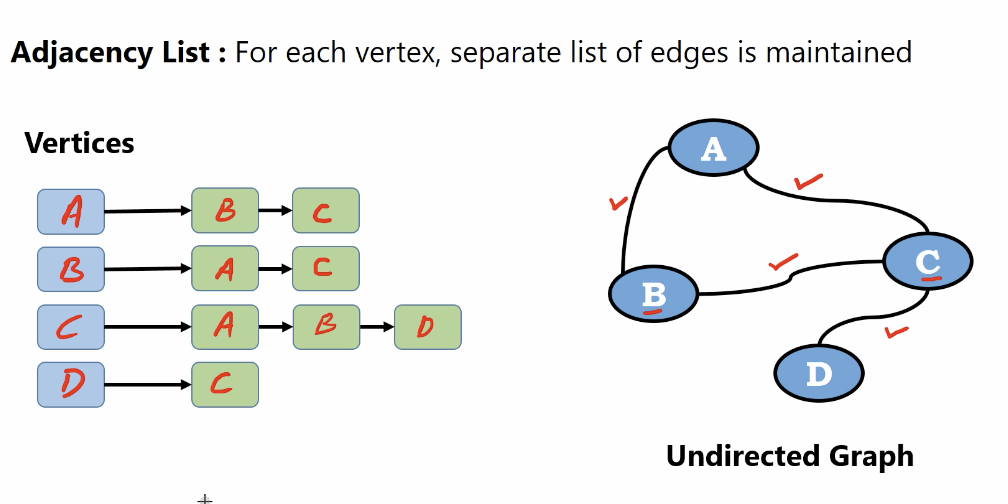 Adjacency List : For each vertex, separate list of edges is maintained
Vertices
A B C
B A C
C A B D
D C
A
B
C
D
Undirected Graph